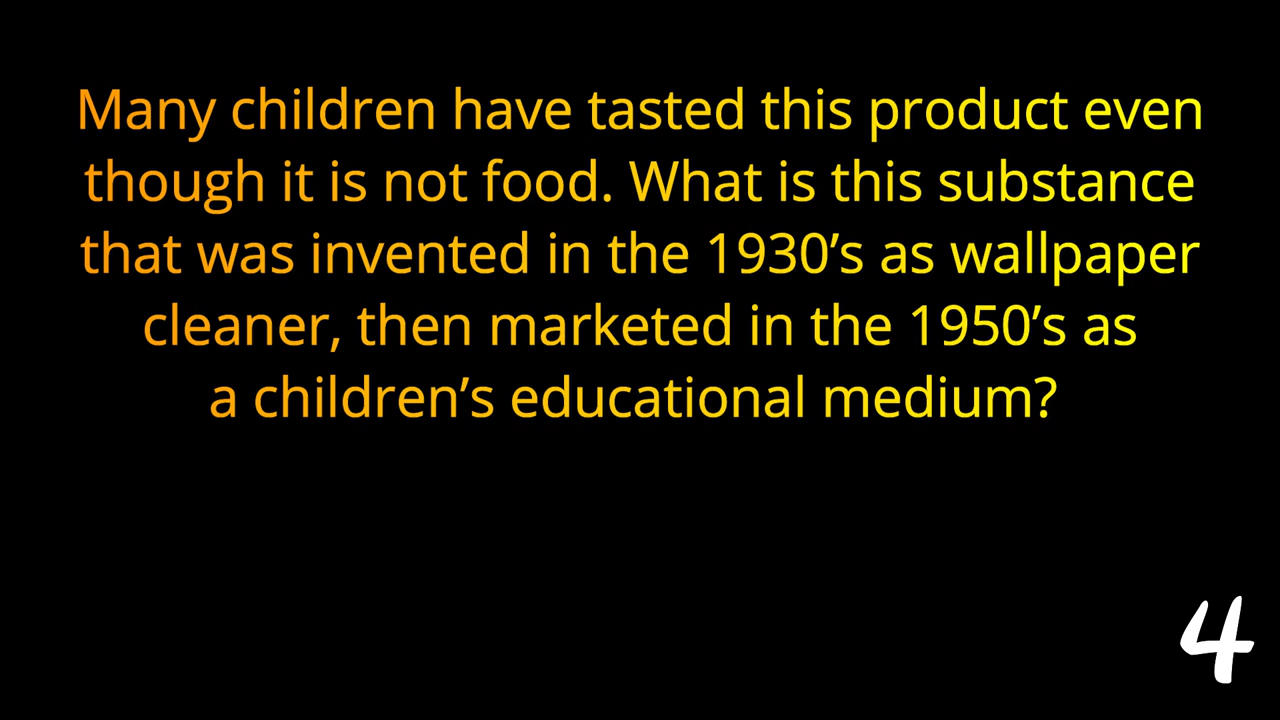 Many children have tasted this product even
though it is not food. What is this substance
that was invented in the 1930’s as wallpaper
cleaner, then marketed in the 1950’s as
a children’s educational medium?
4